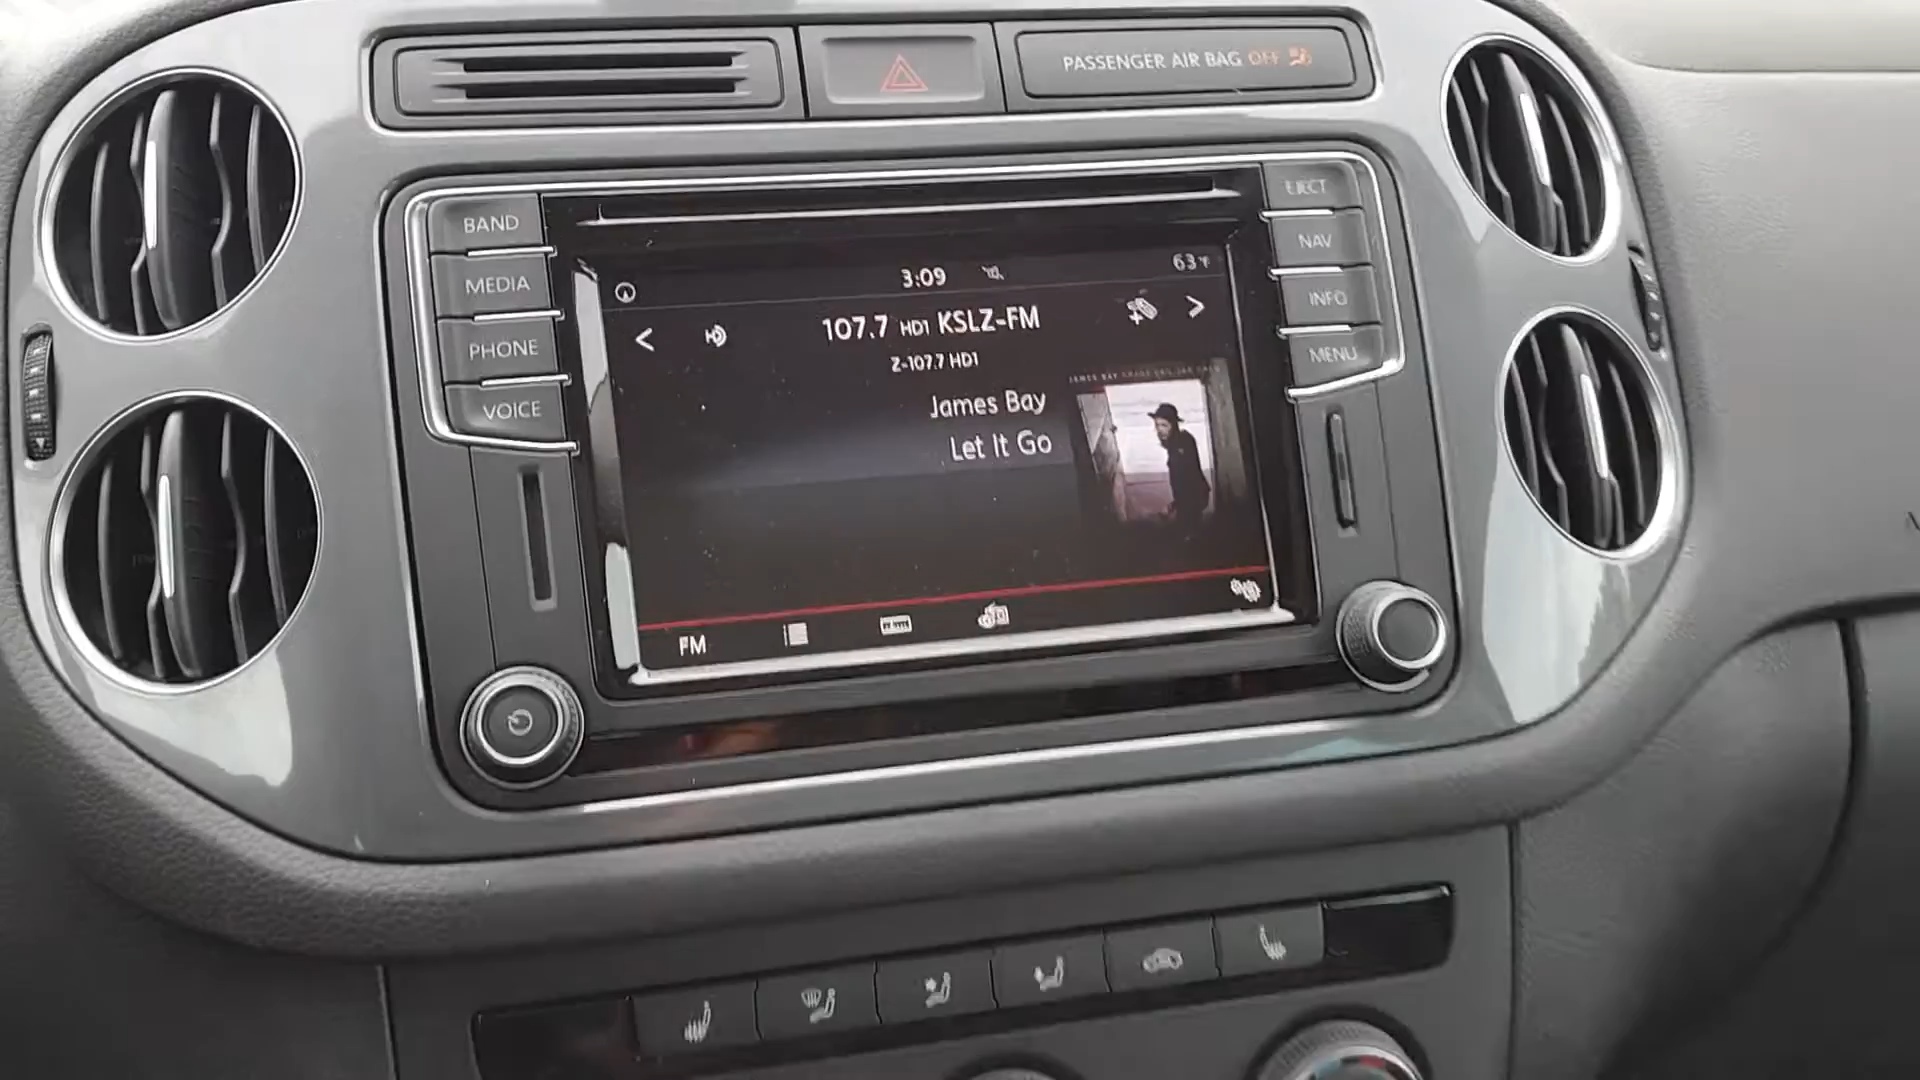 PASSENGER AIR BAG OFF
BAND
MEDIA
PHONE
VOICE
EJECT
NAV
INFO
MENU
3:09
63°F
107.7 HD1 KSLZ-FM
Z-107.7 HD1
James Bay
Let It Go
FM